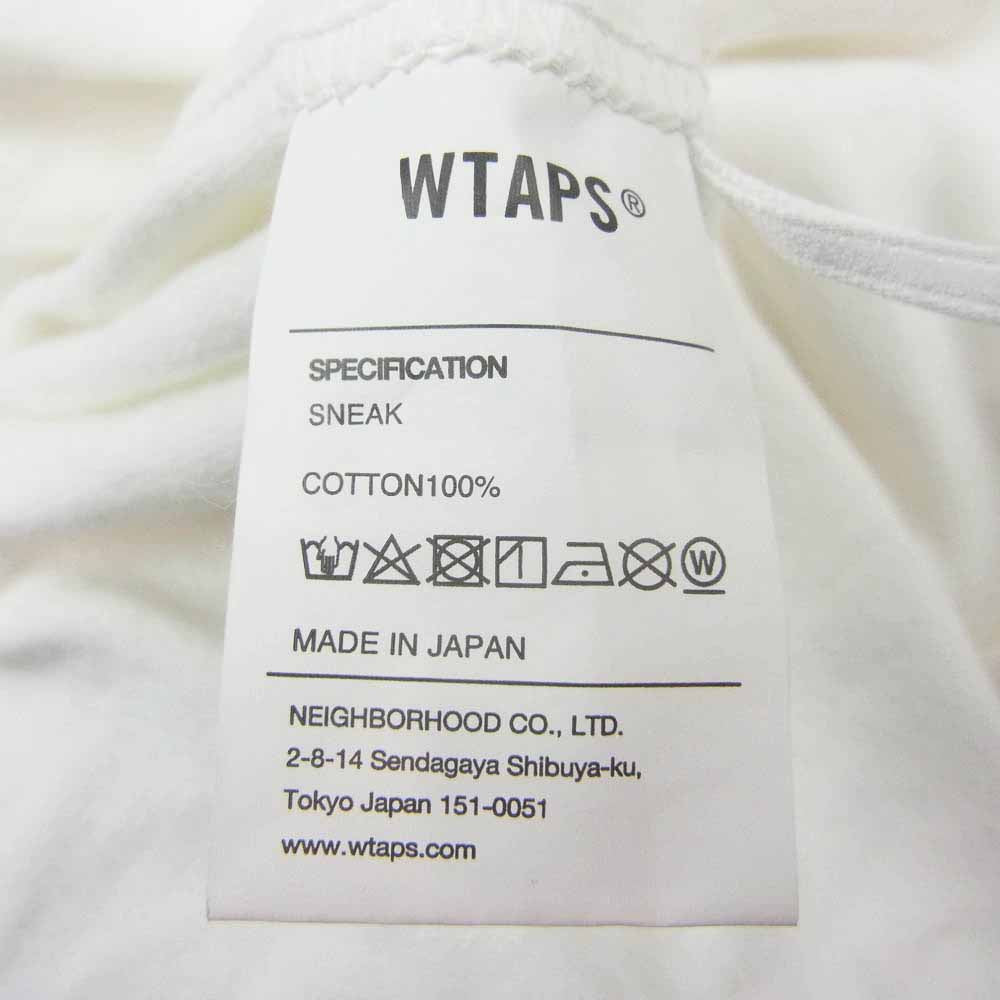 WTAPS®
SPECIFICATION
SNEAK
COTTON100%
W
MADE IN JAPAN
NEIGHBORHOOD CO., LTD.
2-8-14 Sendagaya Shibuya-ku,
Tokyo Japan 151-0051
www.wtaps.com